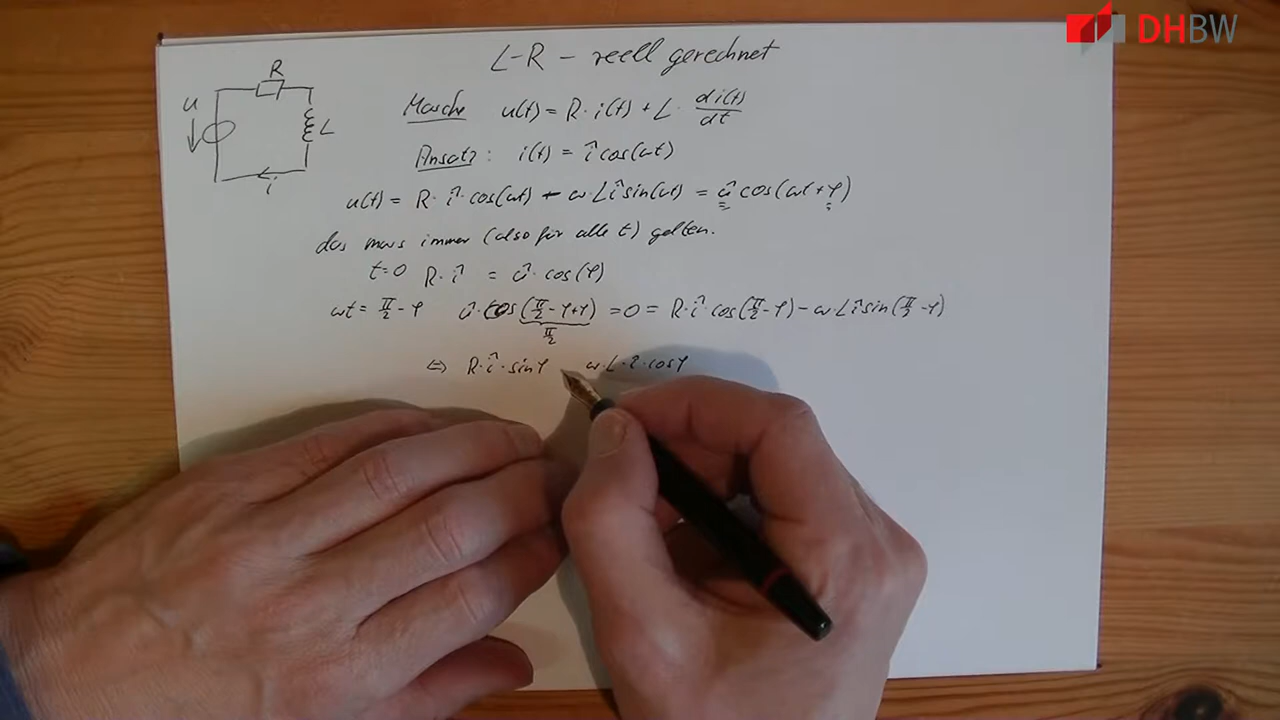 DHBW
L-R – reell gerechnet
R
u
L
i
Masche u(t) = R · i(t) + L · di(t)/dt
Ansatz : i(t) = î cos(ωt)
u(t) = R · î · cos(ωt) - ω L î sin(ωt) = û cos(ωt + φ)
das muss immer (also für alle t) gelten.
t=0 R · î = û · cos(φ)
ωt = π/2 - φ û · cos(π/2 - φ + φ) = 0 = R · î cos(π/2 - φ) - ω L î sin(π/2 - φ)
π/2
⇔ R · î · sin φ ω · L · î · cos φ